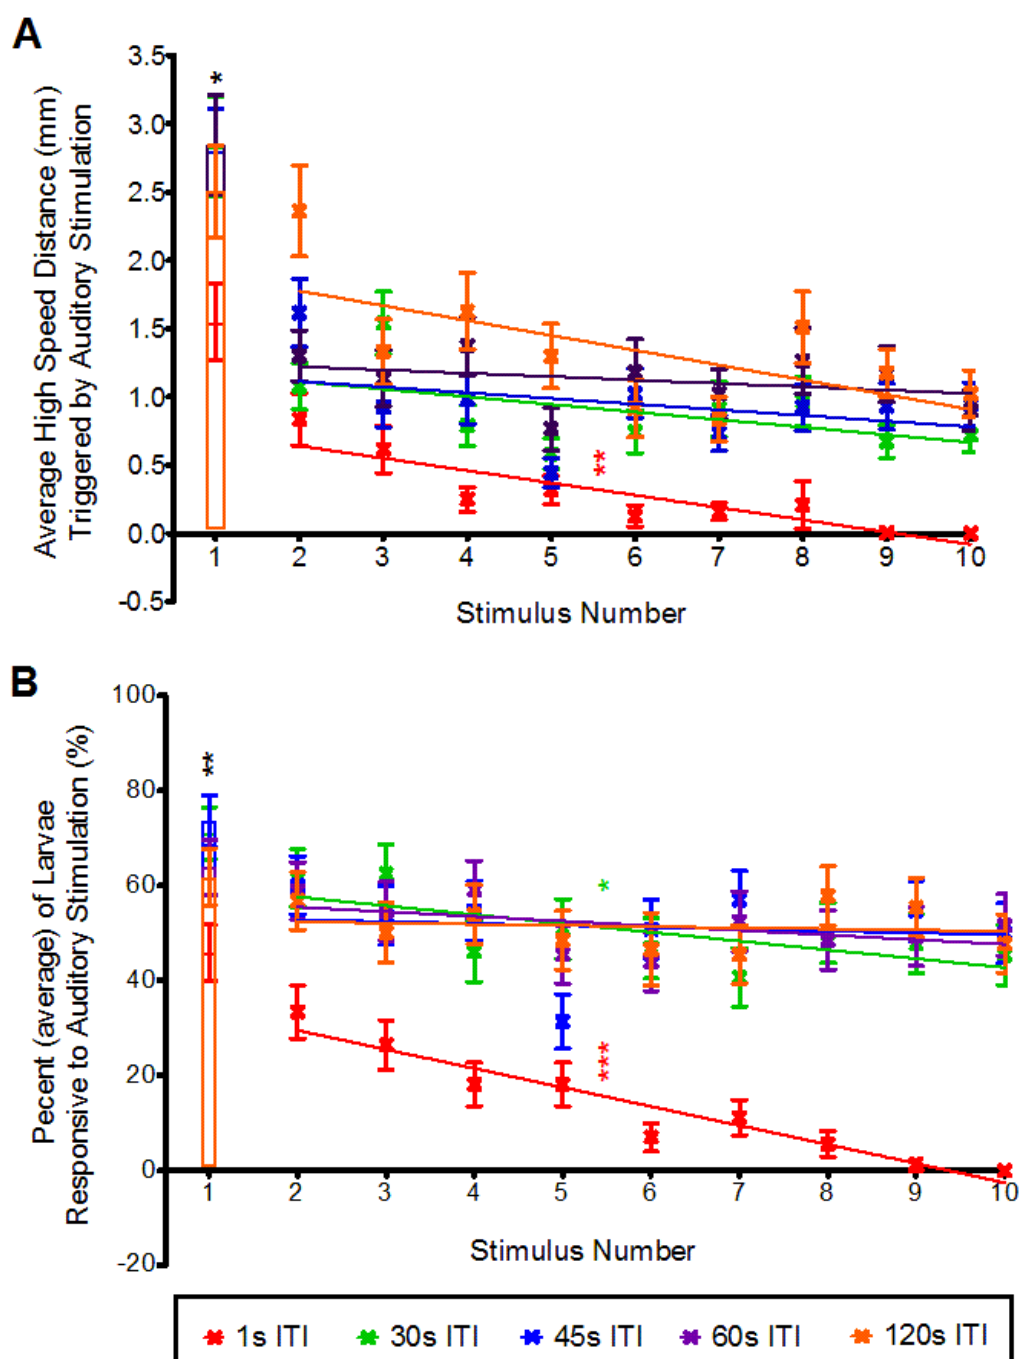 A
3.5
*
3.0
2.5
2.0
1.5
1.0
0.5
0.0
-0.5
**
1 2 3 4 5 6 7 8 9 10
Average High Speed Distance (mm)
Triggered by Auditory Stimulation
Stimulus Number
B
100
**
80
60
40
20
0
-20
*
***
1 2 3 4 5 6 7 8 9 10
Pecent (average) of Larvae
Responsive to Auditory Stimulation (%)
Stimulus Number
1s ITI 30s ITI 45s ITI 60s ITI 120s ITI